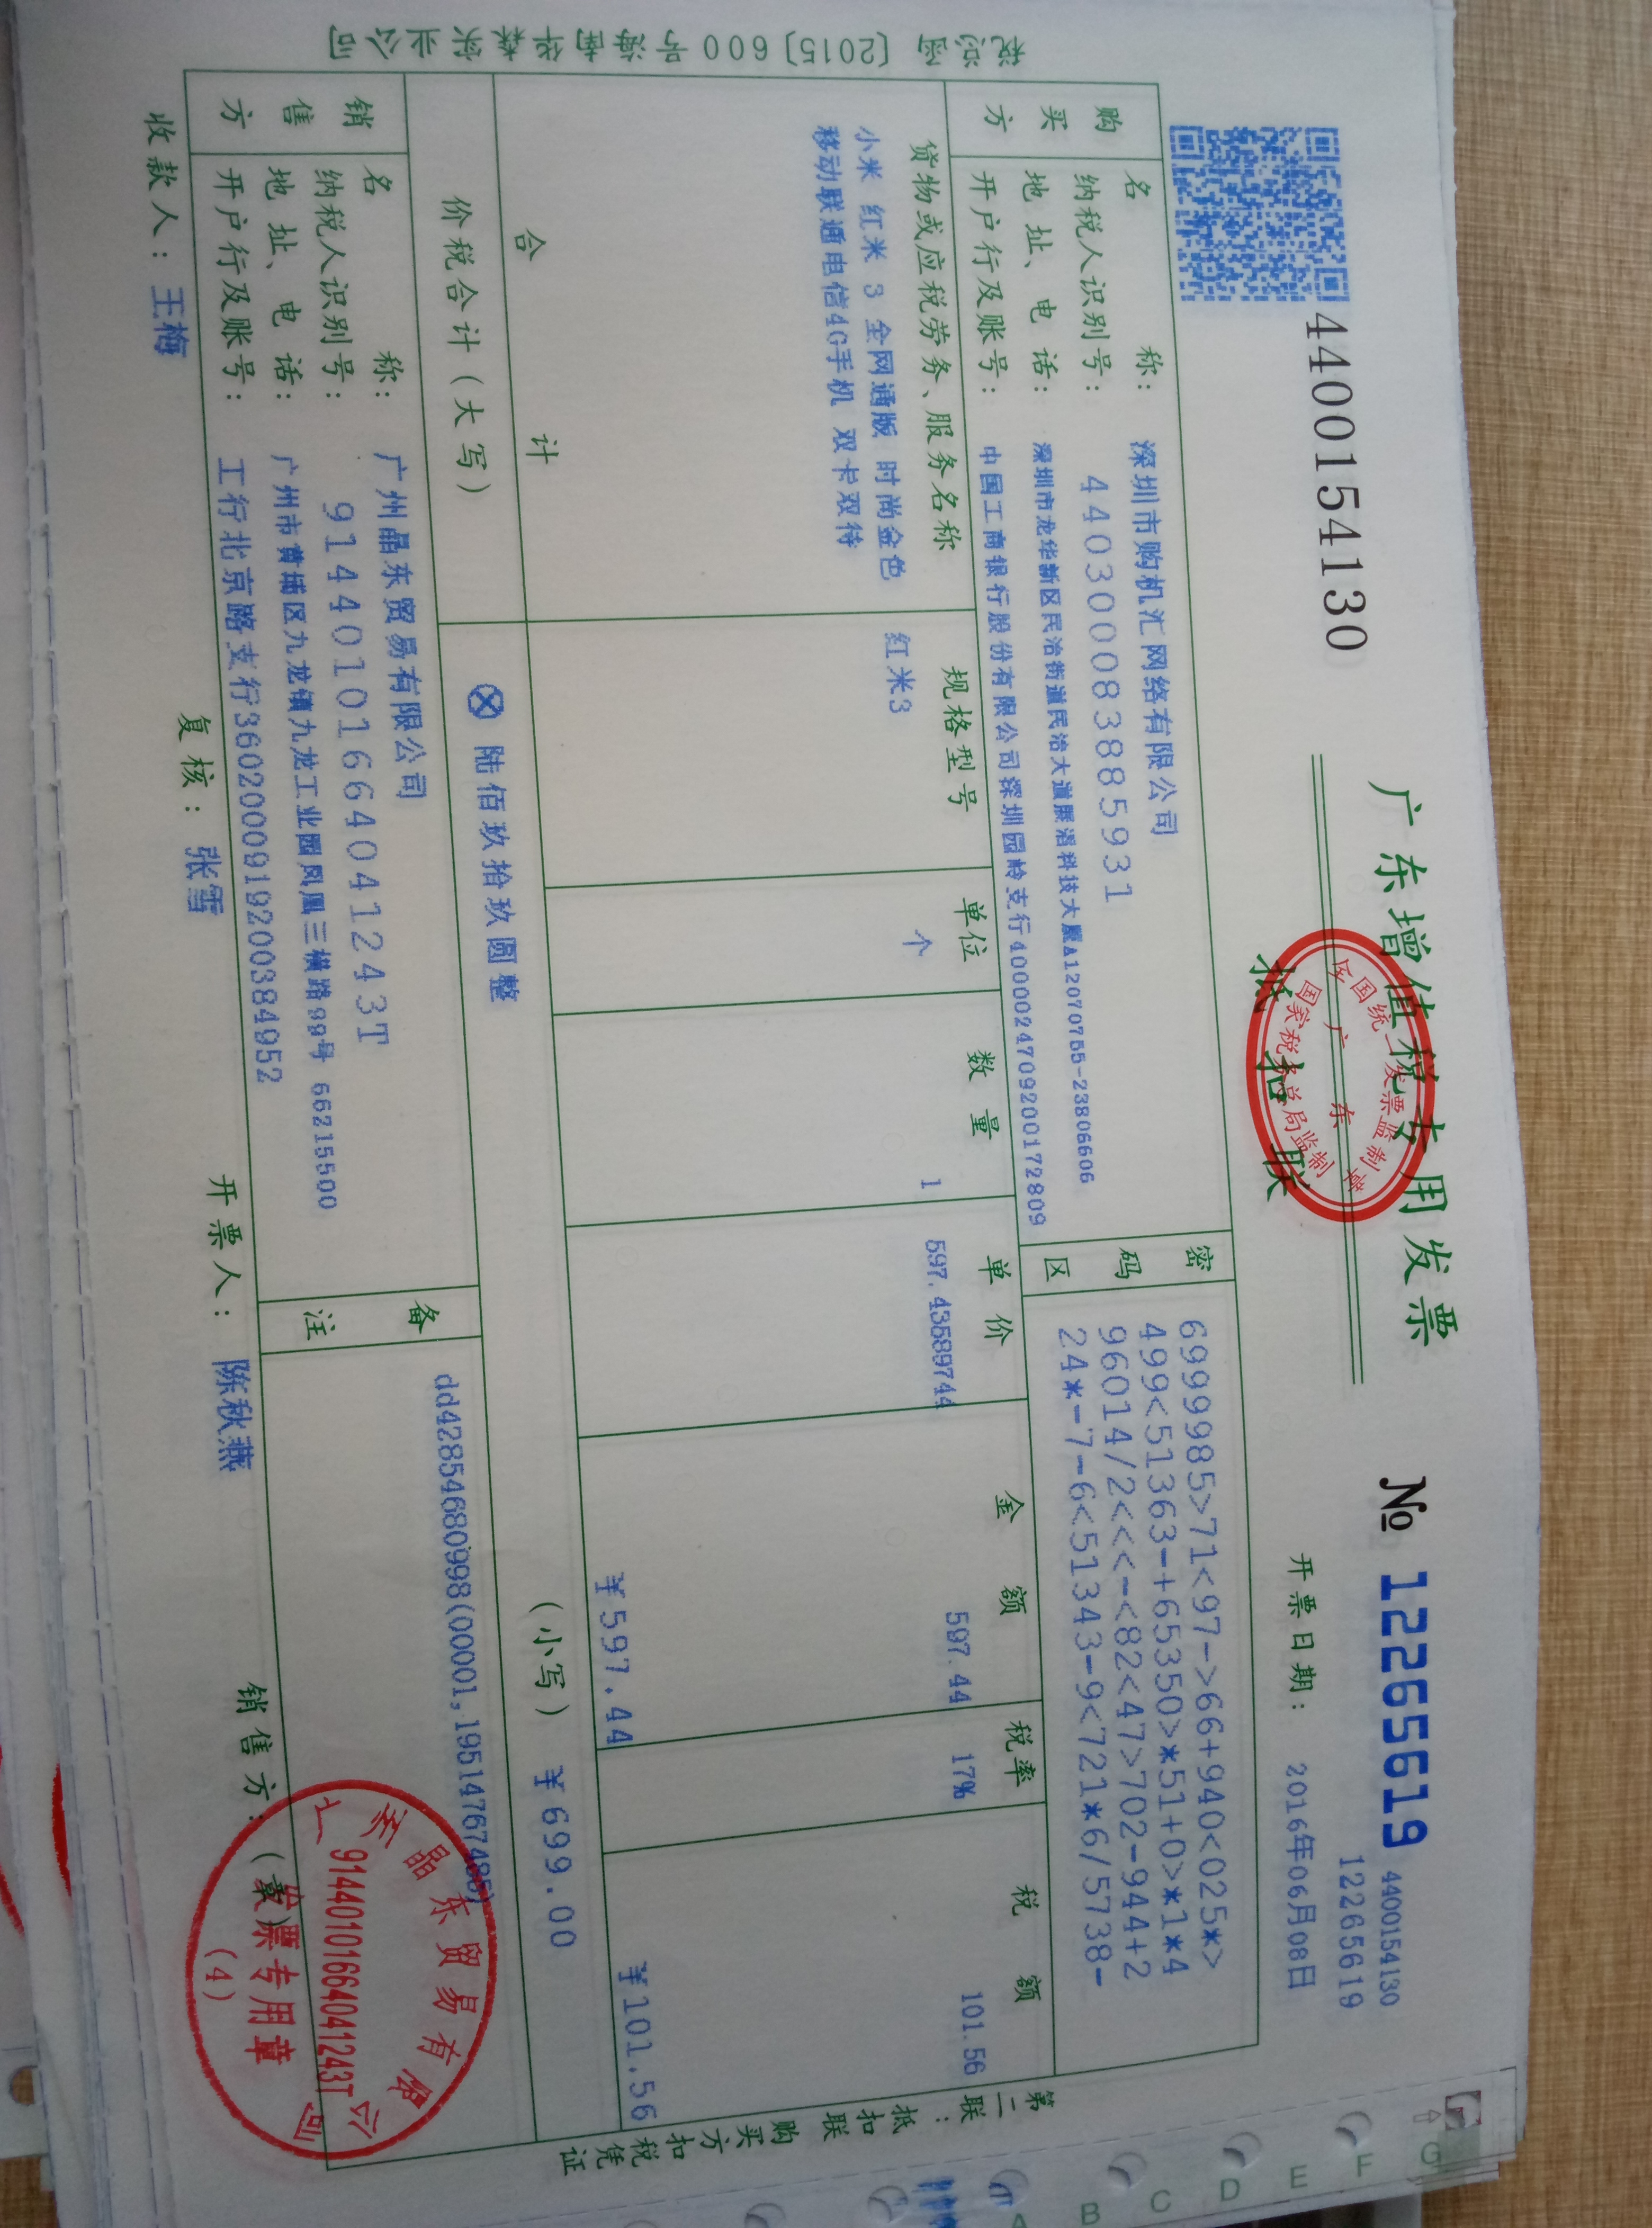 4400154130
广东增值税专用发票
抵扣联
全国统一发票监制章
广东
国家税务总局监制
№ 12265619
4400154130
12265619
开票日期： 2016年06月08日
购买方
名称： 深圳市购机汇网络有限公司
纳税人识别号： 440300083885931
地址、电话： 深圳市龙华新区民治街道民治大道展滔科技大厦A12070755-23806606
开户行及账号： 中国工商银行股份有限公司深圳园岭支行4000024709200172809
密码区
6999985>71<97->66+940<025*>
499<51363-+65350>*51+0>*1*4
96014/2<<<-<82<47>702-944+2
24*-7-6<51343-9<721*6/5738-
货物或应税劳务、服务名称 规格型号 单位 数量 单价 金额 税率 税额
小米 红米 3 全网通版 时尚金色 红米3 个 1 597.43589744 597.44 17% 101.56
移动联通电信4G手机 双卡双待
合计 ¥597.44 ¥101.56
价税合计（大写） ⊗ 陆佰玖拾玖圆整 （小写） ¥699.00
销售方
名称： 广州晶东贸易有限公司
纳税人识别号： 91440101664041243T
地址、电话： 广州市黄埔区九龙镇九龙工业园凤凰三横路99号 66215500
开户行及账号： 工行北京路支行3602000919200384952
备注
dd42854680998(00001,19514767485)
收款人： 王梅 复核： 张雪 开票人： 陈秋燕 销售方：（章）
广州晶东贸易有限公司
91440101664041243T
发票专用章
(4)
税总函〔2015〕600号海南华森实业公司
第二联：抵扣联 购买方扣税凭证
A B C D E F G